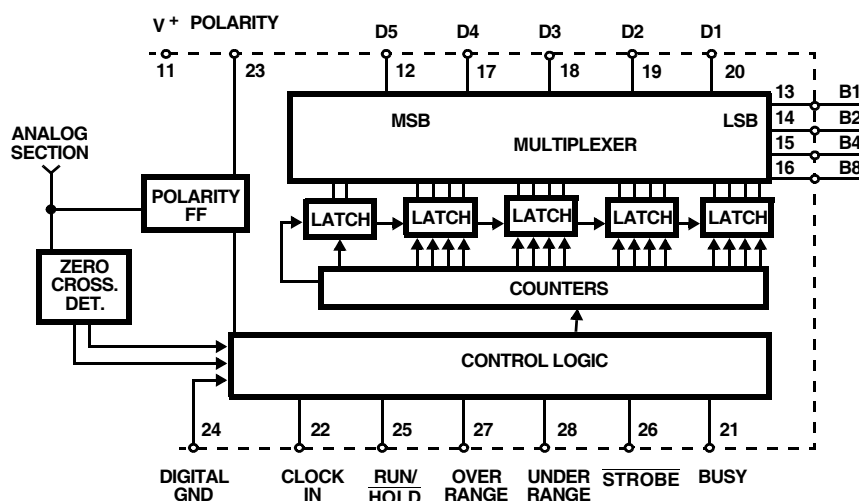 V+ POLARITY D5 D4 D3 D2 D1
11 23 12 17 18 19 20
13 B1
MSB LSB 14 B2
MULTIPLEXER 15 B4
16 B8
ANALOG
SECTION
POLARITY
FF
LATCH LATCH LATCH LATCH LATCH
ZERO
CROSS.
DET.
COUNTERS
CONTROL LOGIC
24 22 25 27 28 26 21
DIGITAL
GND
CLOCK
IN
RUN/
HOLD
OVER
RANGE
UNDER
RANGE
STROBE
BUSY